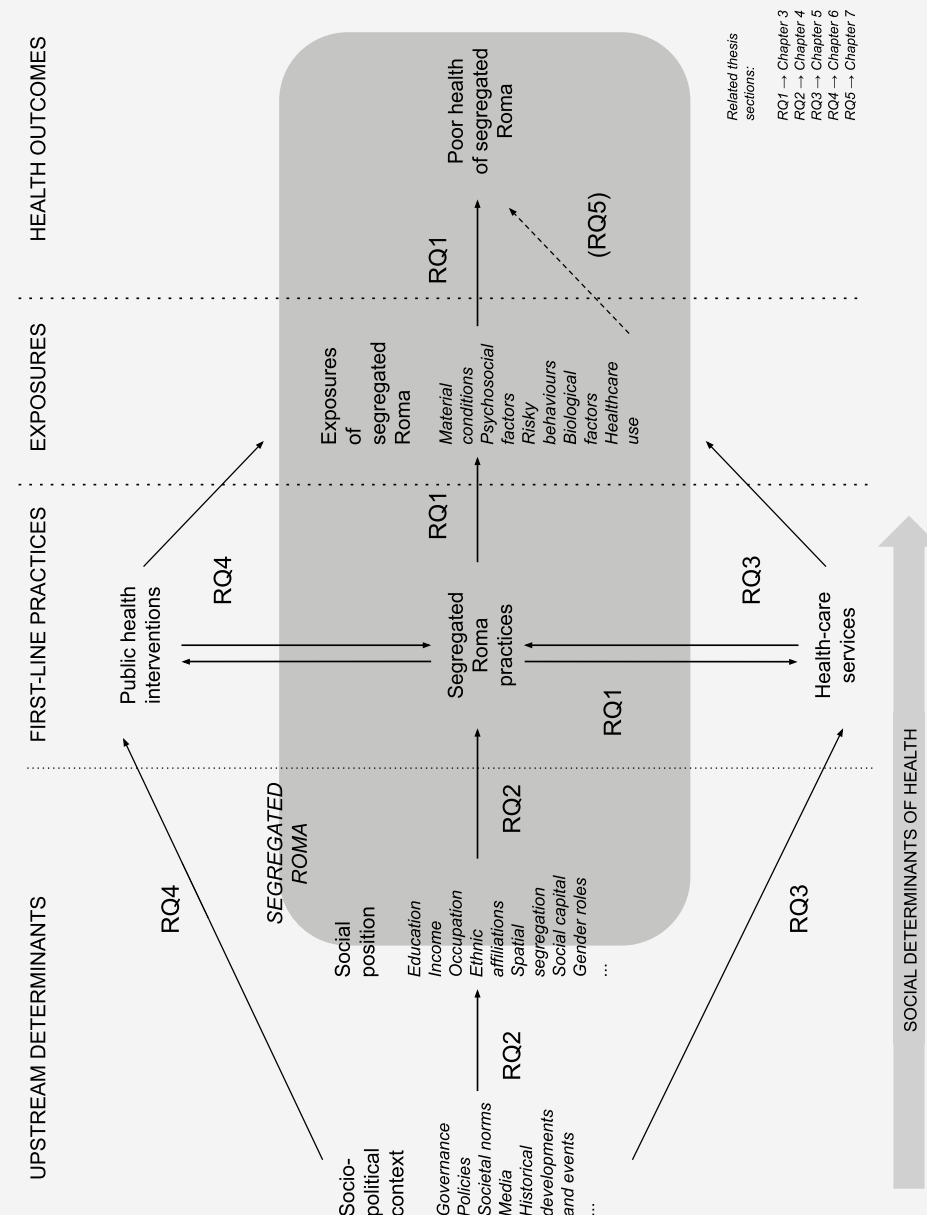 UPSTREAM DETERMINANTS
FIRST-LINE PRACTICES
EXPOSURES
HEALTH OUTCOMES
Public health
interventions
RQ4
RQ4
SEGREGATED
ROMA
Socio-
political
context
Governance
Policies
Societal norms
Media
Historical
developments
and events
...
RQ2
Social
position
Education
Income
Occupation
Ethnic
affiliations
Spatial
segregation
Social capital
Gender roles
...
RQ2
Segregated
Roma
practices
RQ1
RQ1
Exposures
of
segregated
Roma
Material
conditions
Psychosocial
factors
Risky
behaviours
Biological
factors
Healthcare
use
RQ1
(RQ5)
Poor health
of segregated
Roma
RQ3
RQ3
Health-care
services
Related thesis
sections:
RQ1 → Chapter 3
RQ2 → Chapter 4
RQ3 → Chapter 5
RQ4 → Chapter 6
RQ5 → Chapter 7
SOCIAL DETERMINANTS OF HEALTH